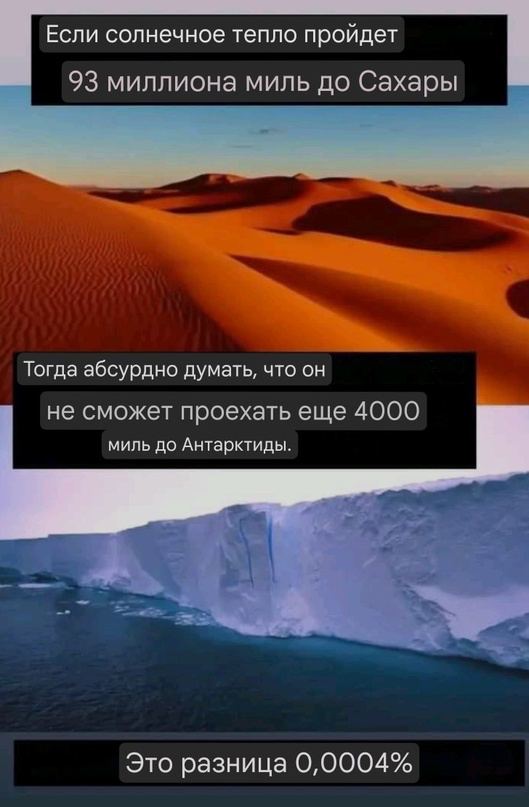 Если солнечное тепло пройдет
93 миллиона миль до Сахары
Тогда абсурдно думать, что он
не сможет проехать еще 4000
миль до Антарктиды.
Это разница 0,0004%